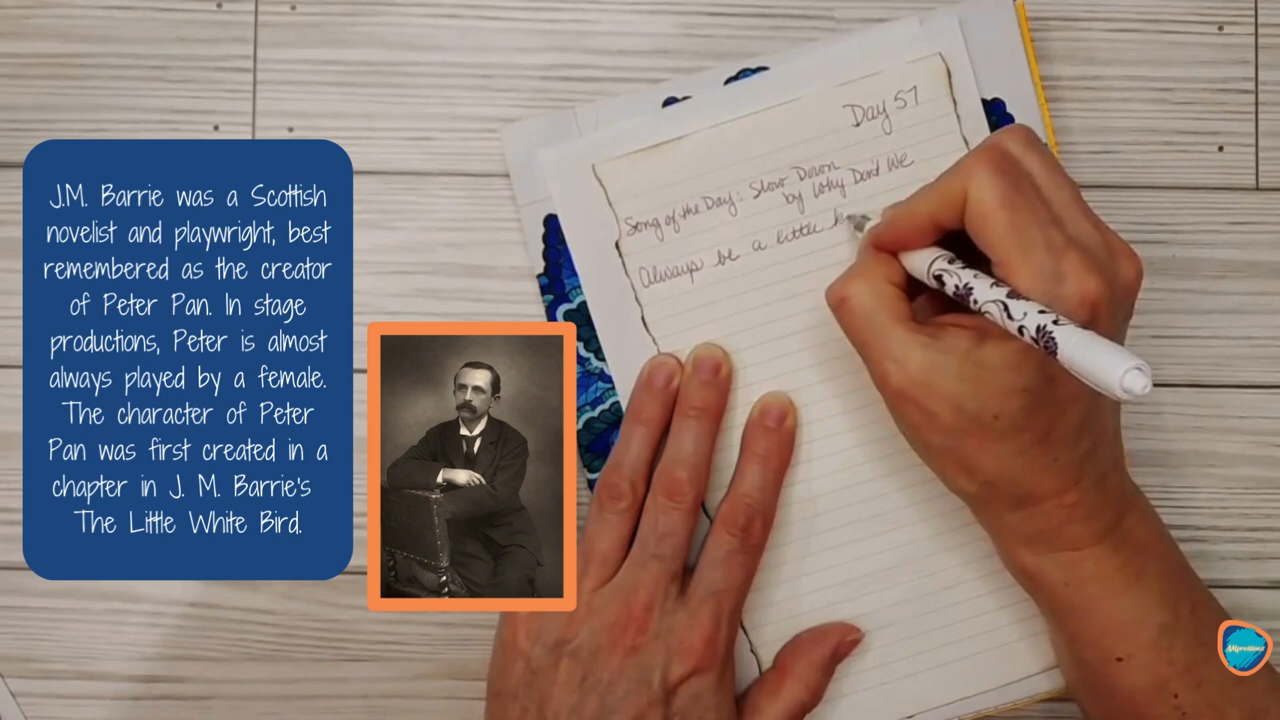 J.M. Barrie was a Scottish
novelist and playwright, best
remembered as the creator
of Peter Pan. In stage
productions, Peter is almost
always played by a female.
The character of Peter
Pan was first created in a
chapter in J. M. Barrie's
The Little White Bird.
Day 57
Song of the Day: Slow Down
by Why Don't We
Always be a little